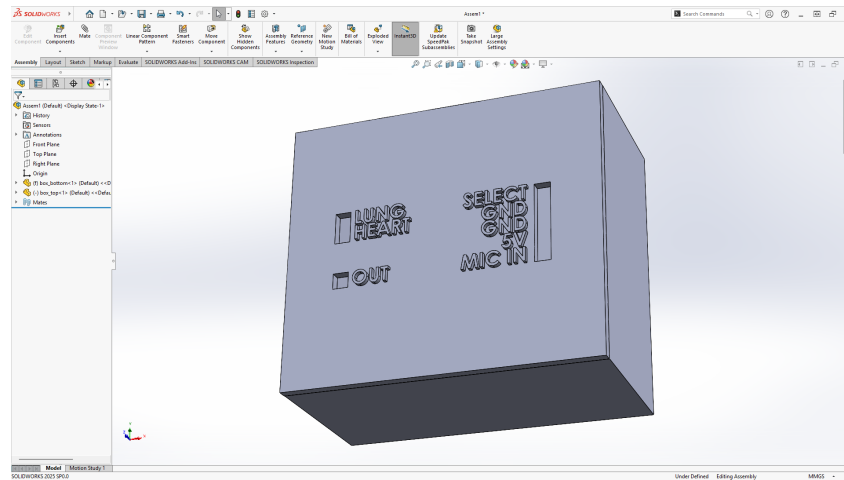 SOLIDWORKS
Assem1 *
Search Commands
Edit Component
Insert Components
Mate
Component Preview Window
Linear Component Pattern
Smart Fasteners
Move Component
Show Hidden Components
Assembly Features
Reference Geometry
New Motion Study
Bill of Materials
Exploded View
Instant3D
Update SpeedPak Subassemblies
Take Snapshot
Large Assembly Settings
Assembly Layout Sketch Markup Evaluate SOLIDWORKS Add-Ins SOLIDWORKS CAM SOLIDWORKS Inspection
Assem1 (Default) <Display State-1>
History
Sensors
Annotations
Front Plane
Top Plane
Right Plane
Origin
(f) box_bottom<1> (Default) <<D
(-) box_top<1> (Default) <<Defau
Mates
LUNG
HEART
OUT
SELECT
GND
GND
5V
MIC IN
Model Motion Study 1
SOLIDWORKS 2025 SP0.0
Under Defined Editing Assembly MMGS